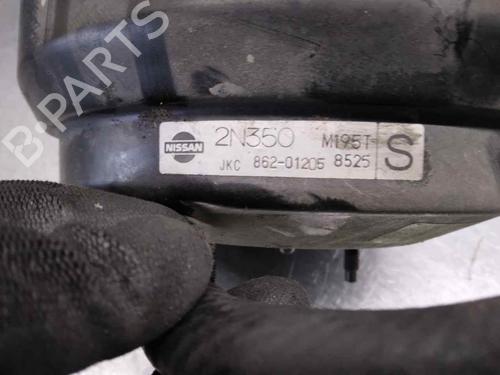 B-PARTS
NISSAN
2N350 M195T
JKC 862-01205 8525
S